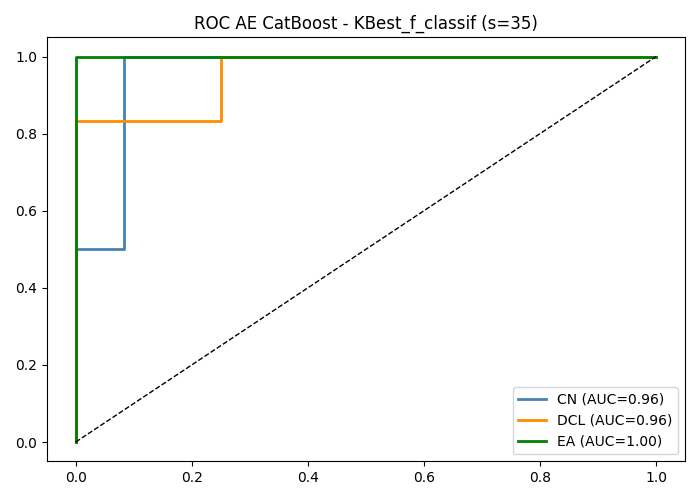 ROC AE CatBoost - KBest_f_classif (s=35)
1.0
0.8
0.6
0.4
0.2
0.0
0.0 0.2 0.4 0.6 0.8 1.0
CN (AUC=0.96)
DCL (AUC=0.96)
EA (AUC=1.00)